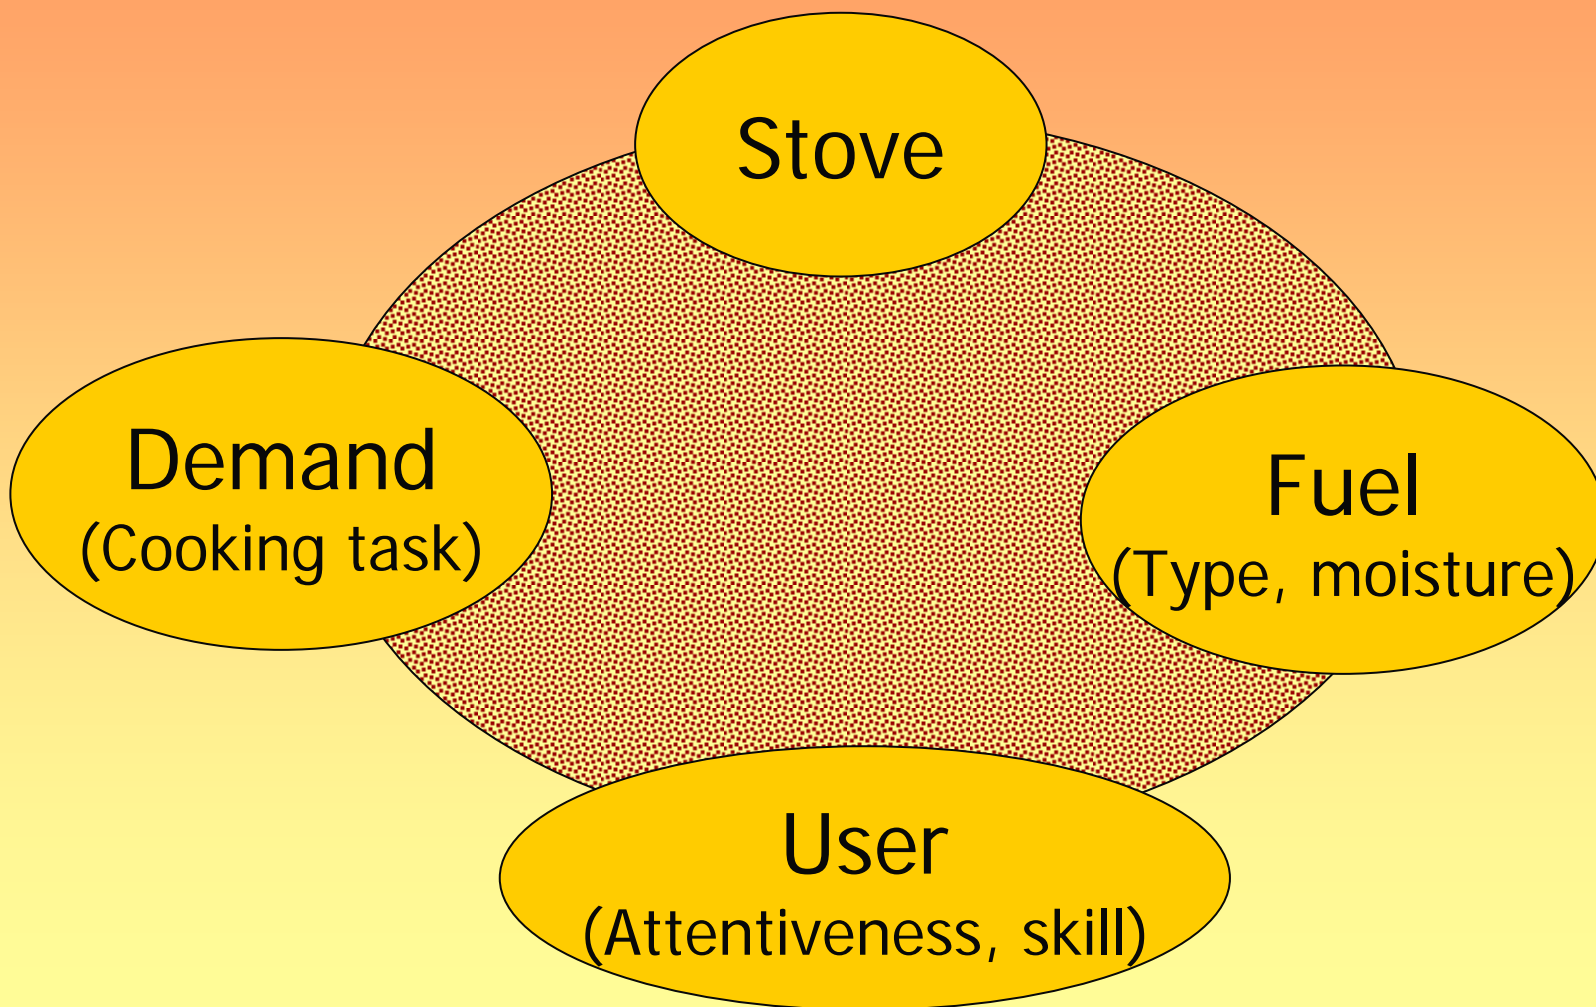 Stove
Demand
(Cooking task)
Fuel
(Type, moisture)
User
(Attentiveness, skill)